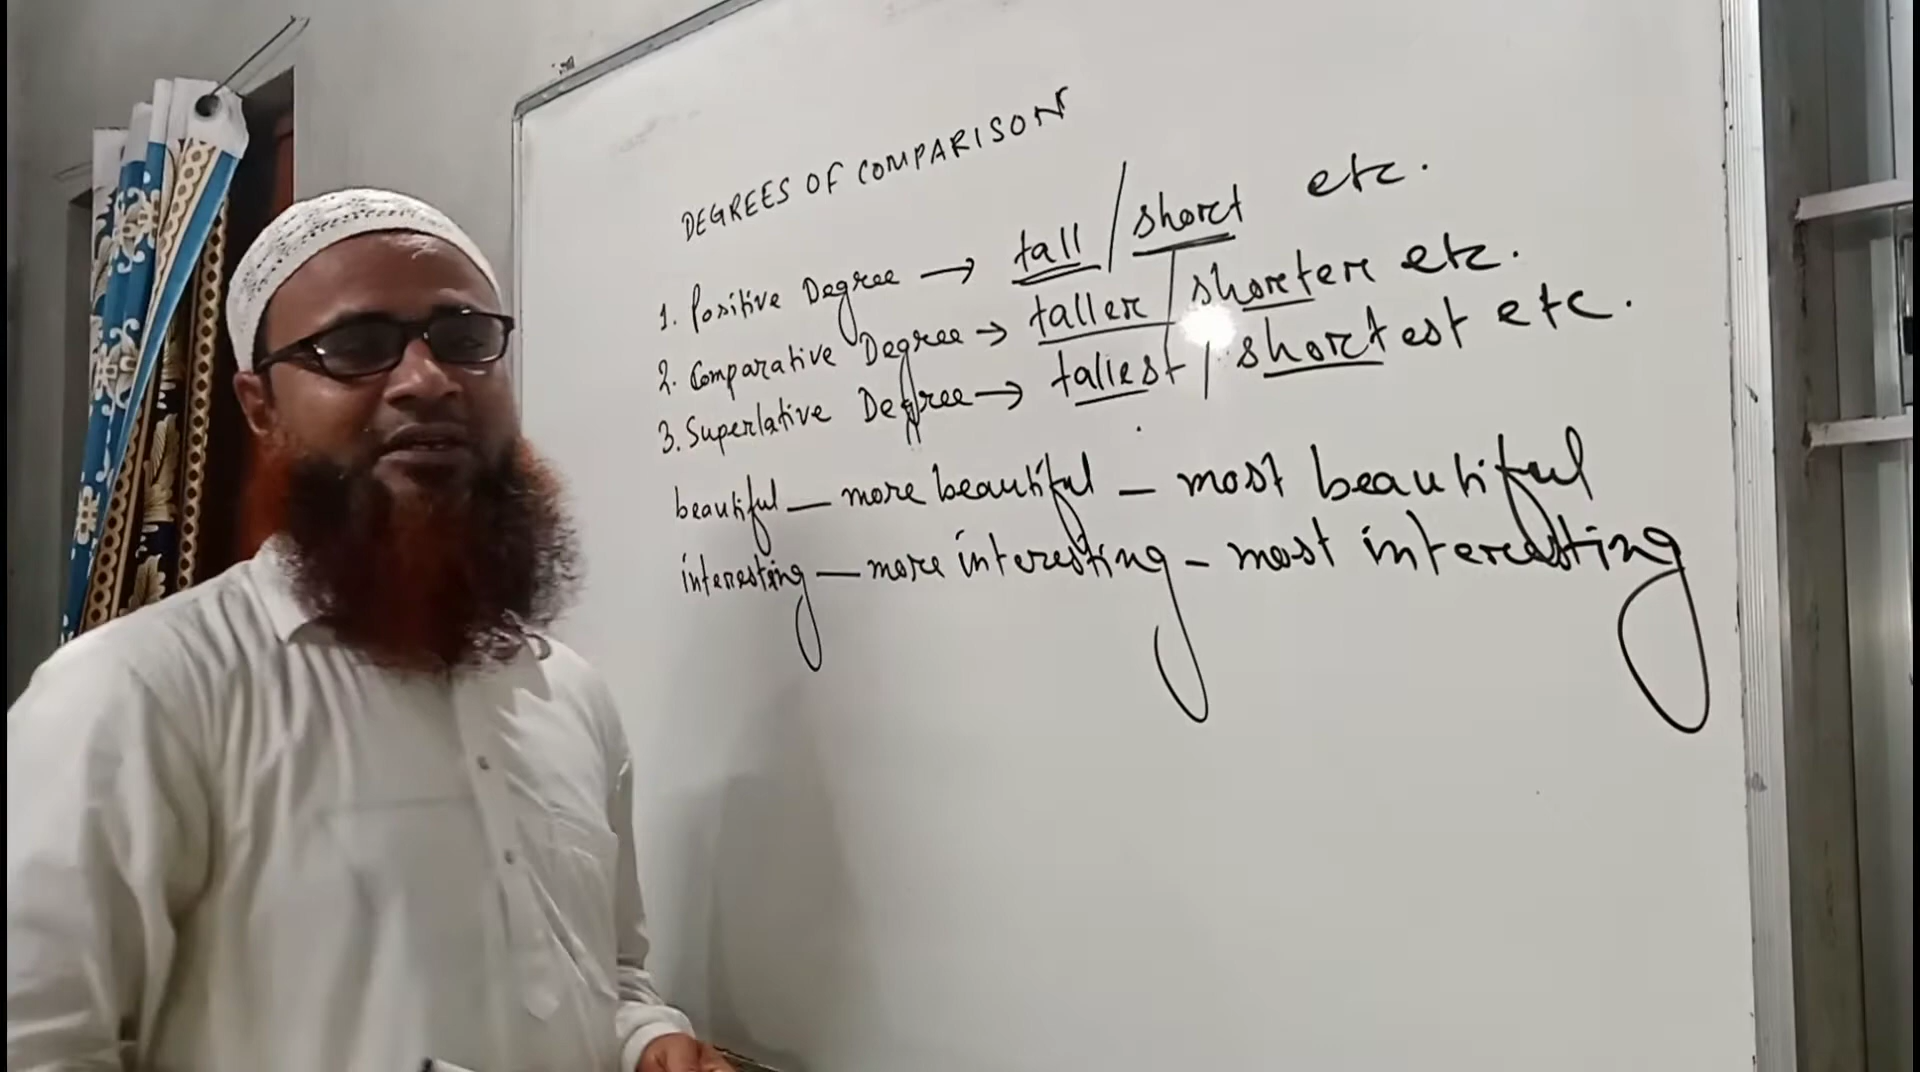 DEGREES OF COMPARISON
1. Positive Degree → tall / short etc.
2. Comparative Degree → taller / shorter etc.
3. Superlative Degree → tallest / shortest etc.
beautiful — more beautiful — most beautiful
interesting — more interesting — most interesting